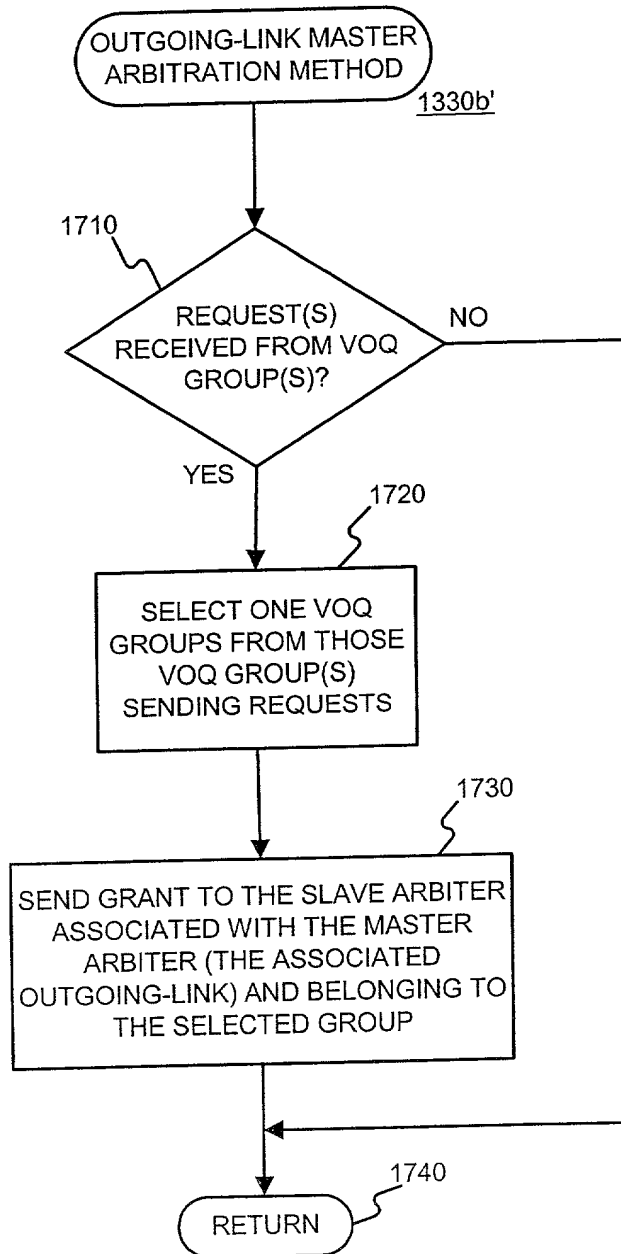 OUTGOING-LINK MASTER
ARBITRATION METHOD
1330b'
1710
REQUEST(S)
RECEIVED FROM VOQ
GROUP(S)?
NO
YES
1720
SELECT ONE VOQ
GROUPS FROM THOSE
VOQ GROUP(S)
SENDING REQUESTS
1730
SEND GRANT TO THE SLAVE ARBITER
ASSOCIATED WITH THE MASTER
ARBITER (THE ASSOCIATED
OUTGOING-LINK) AND BELONGING TO
THE SELECTED GROUP
1740
RETURN